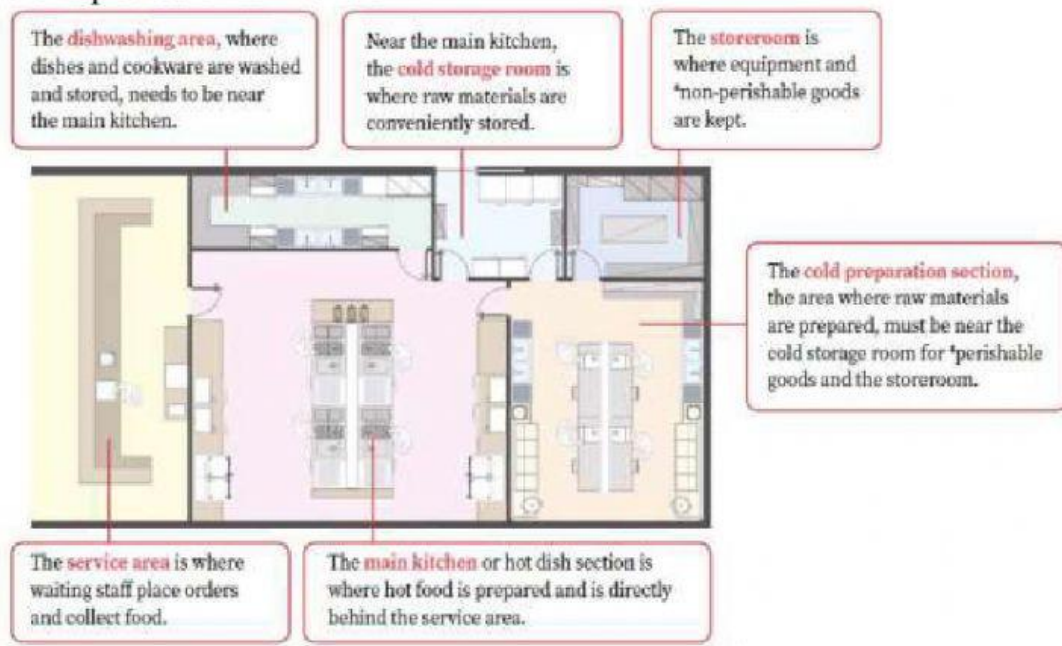 The dishwashing area, where
dishes and cookware are washed
and stored, needs to be near
the main kitchen.
Near the main kitchen,
the cold storage room is
where raw materials are
conveniently stored.
The storeroom is
where equipment and
*non-perishable goods
are kept.
The cold preparation section,
the area where raw materials
are prepared, must be near the
cold storage room for *perishable
goods and the storeroom.
The service area is where
waiting staff place orders
and collect food.
The main kitchen or hot dish section is
where hot food is prepared and is directly
behind the service area.